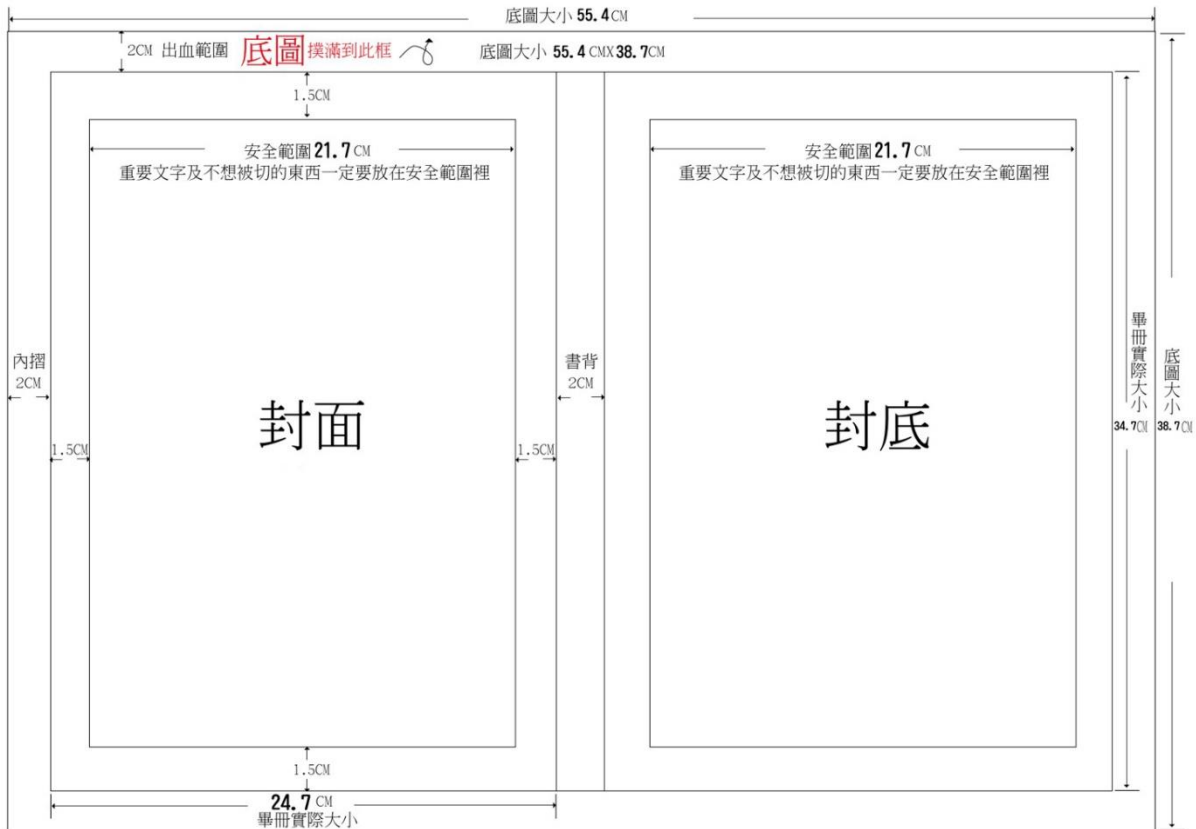 底圖大小 55.4CM
2CM 出血範圍 底圖 撲滿到此框 底圖大小 55.4 CMX38.7CM
1.5CM
安全範圍21.7CM
重要文字及不想被切的東西一定要放在安全範圍裡
安全範圍21.7CM
重要文字及不想被切的東西一定要放在安全範圍裡
內摺
2CM
書背
2CM
畢冊實際大小
34.7CM
底圖大小
38.7CM
封面
封底
1.5CM
1.5CM
1.5CM
24.7 CM
畢冊實際大小